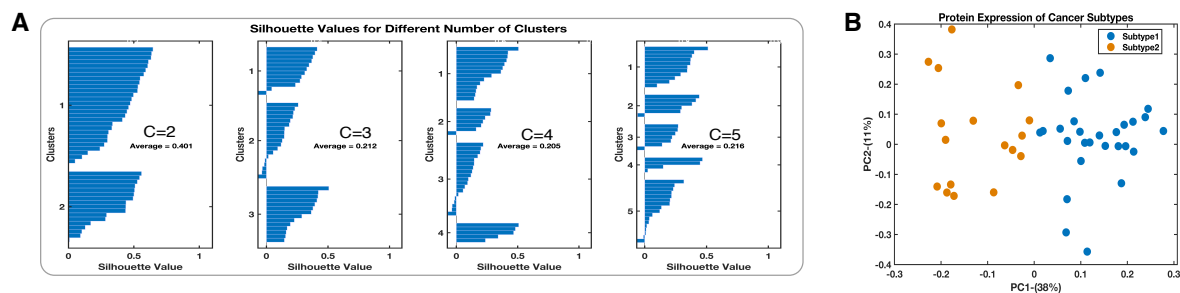 A
Silhouette Values for Different Number of Clusters
Clusters
1
2
C=2
Average = 0.401
0 0.5 1
Silhouette Value
Clusters
1
2
3
C=3
Average = 0.212
0 0.5 1
Silhouette Value
Clusters
1
2
3
4
C=4
Average = 0.205
0 0.5 1
Silhouette Value
Clusters
1
2
3
4
5
C=5
Average = 0.216
0 0.5 1
Silhouette Value
B
Protein Expression of Cancer Subtypes
Subtype1
Subtype2
PC2-(11%)
0.4
0.3
0.2
0.1
0
-0.1
-0.2
-0.3
-0.4
-0.3 -0.2 -0.1 0 0.1 0.2 0.3
PC1-(38%)